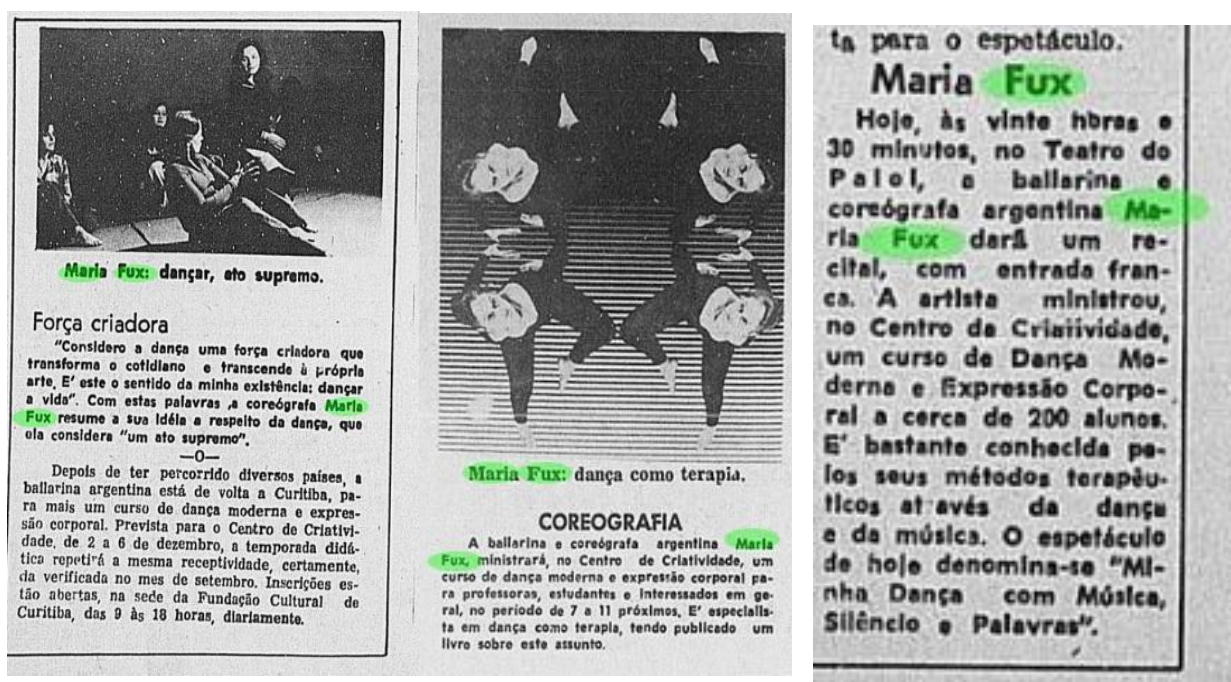 Maria Fux: dançar, ato supremo.
Força criadora
"Considero a dança uma força criadora que
transforma o cotidiano e transcende à própria
arte. E' este o sentido da minha existência: dançar
a vida". Com estas palavras ,a coreógrafa Maria
Fux resume a sua idéia a respeito da dança, que
ela considera "um ato supremo".
—O—
Depois de ter percorrido diversos países, a
bailarina argentina está de volta a Curitiba, pa-
ra mais um curso de dança moderna e expres-
são corporal. Prevista para o Centro de Criativi-
dade, de 2 a 6 de dezembro, a temporada didá-
tica repetirá a mesma receptividade, certamente,
da verificada no mes de setembro. Inscrições es-
tão abertas, na sede da Fundação Cultural de
Curitiba, das 9 às 18 horas, diariamente.
Maria Fux: dança como terapia.
COREOGRAFIA
A bailarina e coreógrafa argentina Maria
Fux, ministrará, no Centro de Criatividade, um
curso de dança moderna e expressão corporal pa-
ra professoras, estudantes e interessados em ge-
ral, no período de 7 a 11 próximos. E' especialis-
ta em dança como terapia, tendo publicado um
livro sobre este assunto.
ta para o espetáculo.
Maria Fux
Hoje, às vinte horas e
30 minutos, no Teatro do
Paiol, a bailarina e
coreógrafa argentina Ma-
ria Fux dará um re-
cital, com entrada fran-
ca. A artista ministrou,
no Centro de Criatividade,
um curso de Dança Mo-
derna e Expressão Corpo-
ral a cerca de 200 alunos.
E' bastante conhecida pe-
los seus métodos terapêu-
ticos através da dança
e da música. O espetáculo
de hoje denomina-se "Mi-
nha Dança com Música,
Silêncio e Palavras".